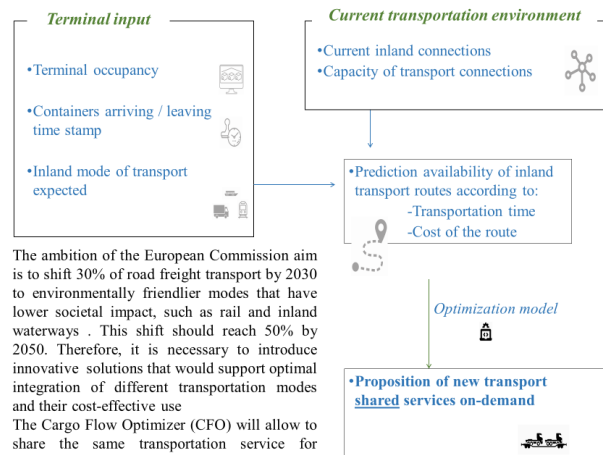 Terminal input
•Terminal occupancy
•Containers arriving / leaving
time stamp
•Inland mode of transport
expected
Current transportation environment
•Current inland connections
•Capacity of transport connections
•Prediction availability of inland
transport routes according to:
-Transportation time
-Cost of the route
Optimization model
•Proposition of new transport
shared services on-demand
The ambition of the European Commission aim
is to shift 30% of road freight transport by 2030
to environmentally friendlier modes that have
lower societal impact, such as rail and inland
waterways . This shift should reach 50% by
2050. Therefore, it is necessary to introduce
innovative solutions that would support optimal
integration of different transportation modes
and their cost-effective use
The Cargo Flow Optimizer (CFO) will allow to
share the same transportation service for